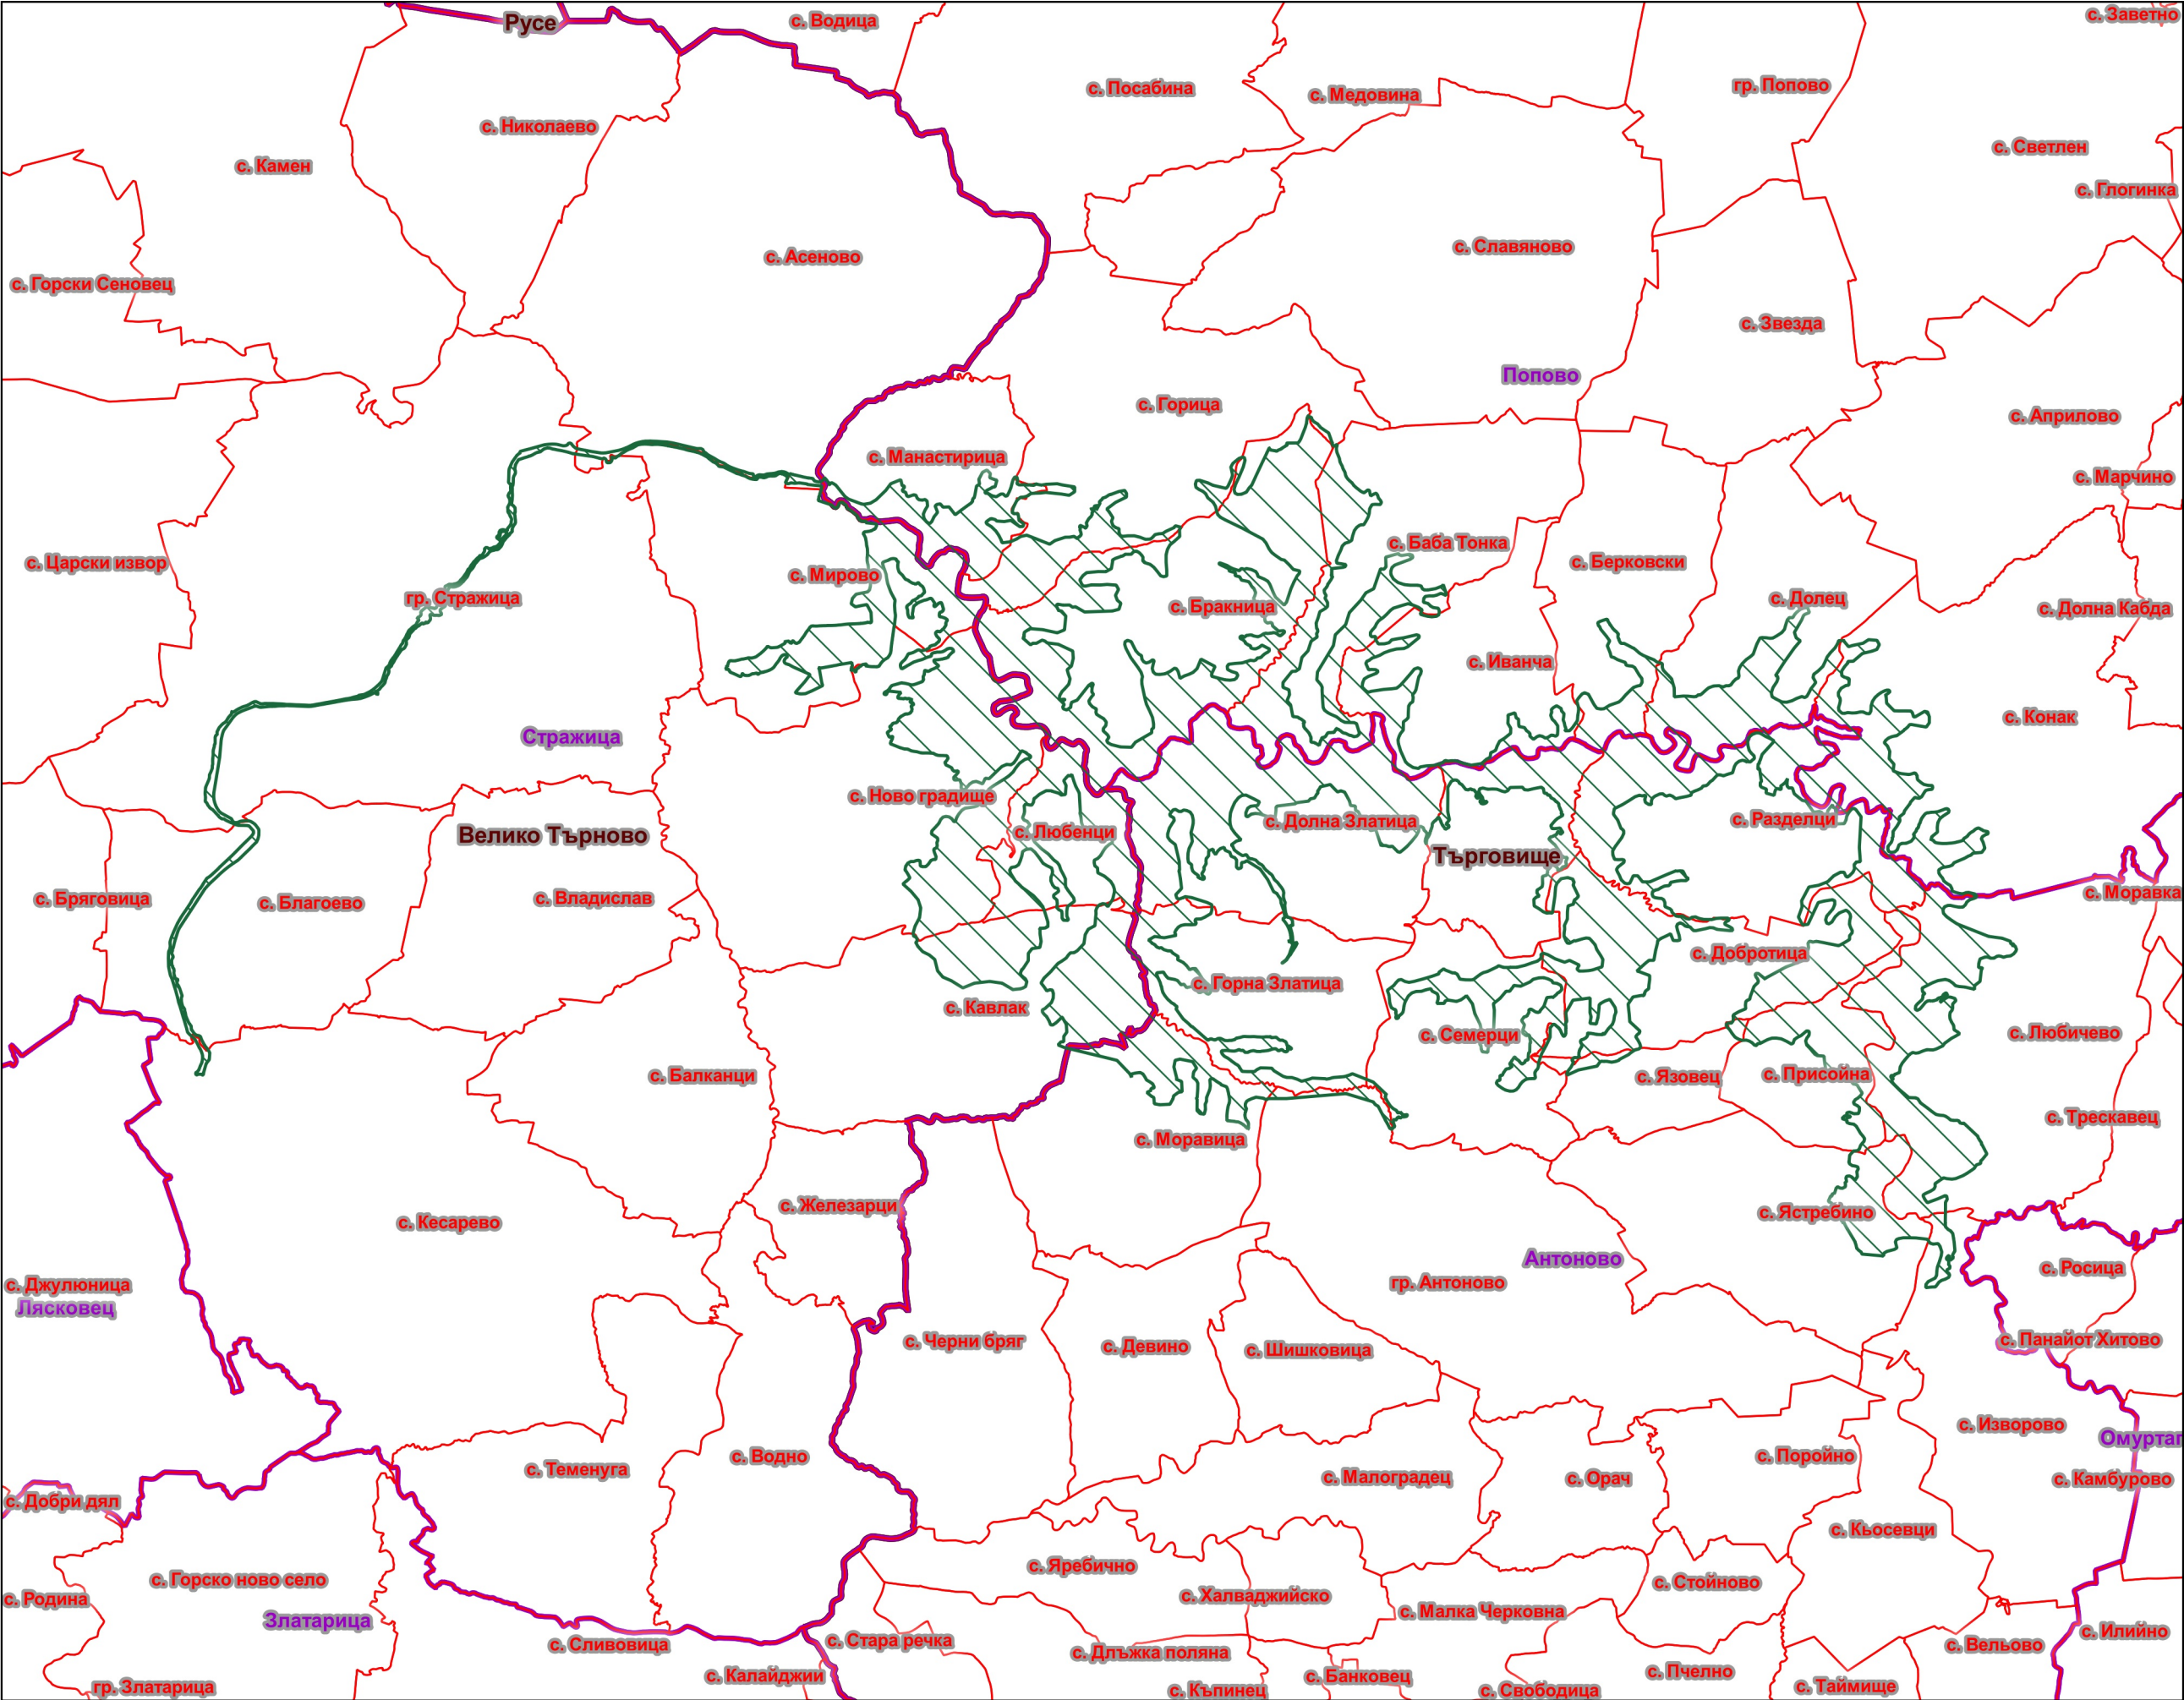 с. Заветно
Русе
с. Водица
с. Посабина
с. Медовина
гр. Попово
с. Николаево
с. Камен
с. Светлен
с. Глогинка
с. Асеново
с. Славяново
с. Горски Сеновец
с. Звезда
Попово
с. Горица
с. Априлово
с. Манастирица
с. Марчино
с. Царски извор
с. Мирово
с. Баба Тонка
с. Берковски
гр. Стражица
с. Бракница
с. Долец
с. Долна Кабда
с. Иванча
с. Конак
Стражица
с. Ново градище
с. Любенци
с. Долна Златица
с. Разделци
Велико Търново
Търговище
с. Бряговица
с. Благоево
с. Владислав
с. Моравка
с. Добротица
с. Горна Златица
с. Кавлак
с. Семерци
с. Любичево
с. Балканци
с. Язовец
с. Присойна
с. Трескавец
с. Моравица
с. Железарци
с. Ястребино
с. Кесарево
Антоново
с. Росица
с. Джулюница
гр. Антоново
Лясковец
с. Черни бряг
с. Девино
с. Шишковица
с. Панайот Хитово
с. Изворово
Омуртаг
с. Водно
с. Поройно
с. Теменуга
с. Малоградец
с. Орач
с. Камбурово
с. Добри дял
с. Кьосевци
с. Яребично
с. Горско ново село
с. Стойново
с. Родина
с. Халваджийско
с. Малка Черковна
Златарица
с. Сливовица
с. Стара речка
с. Длъжка поляна
с. Вельово
с. Илийно
с. Калайджии
с. Банковец
с. Пчелно
гр. Златарица
с. Къпинец
с. Свободица
с. Таймище